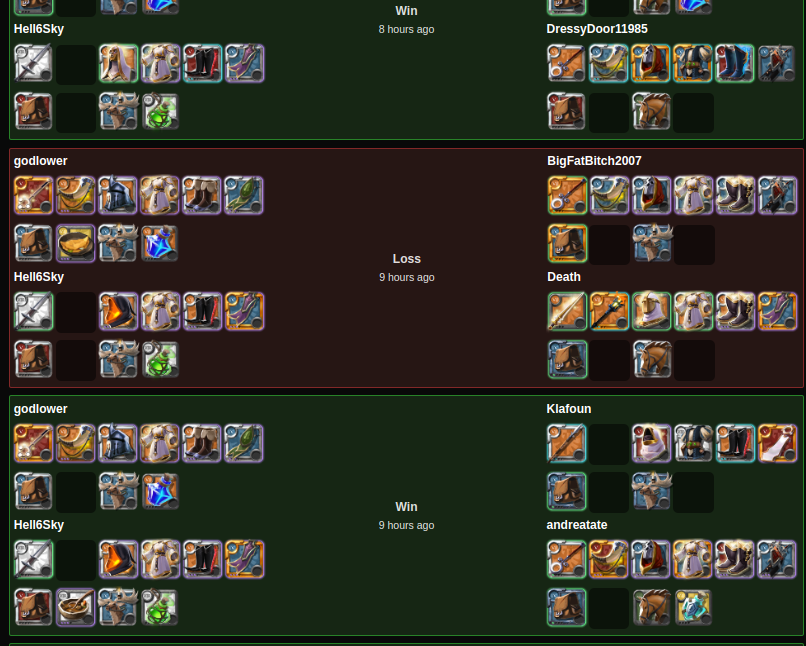 Win
Hell6Sky
8 hours ago
DressyDoor11985
godlower
BigFatBitch2007
Loss
Hell6Sky
9 hours ago
Death
godlower
Klafoun
Win
Hell6Sky
9 hours ago
andreatate